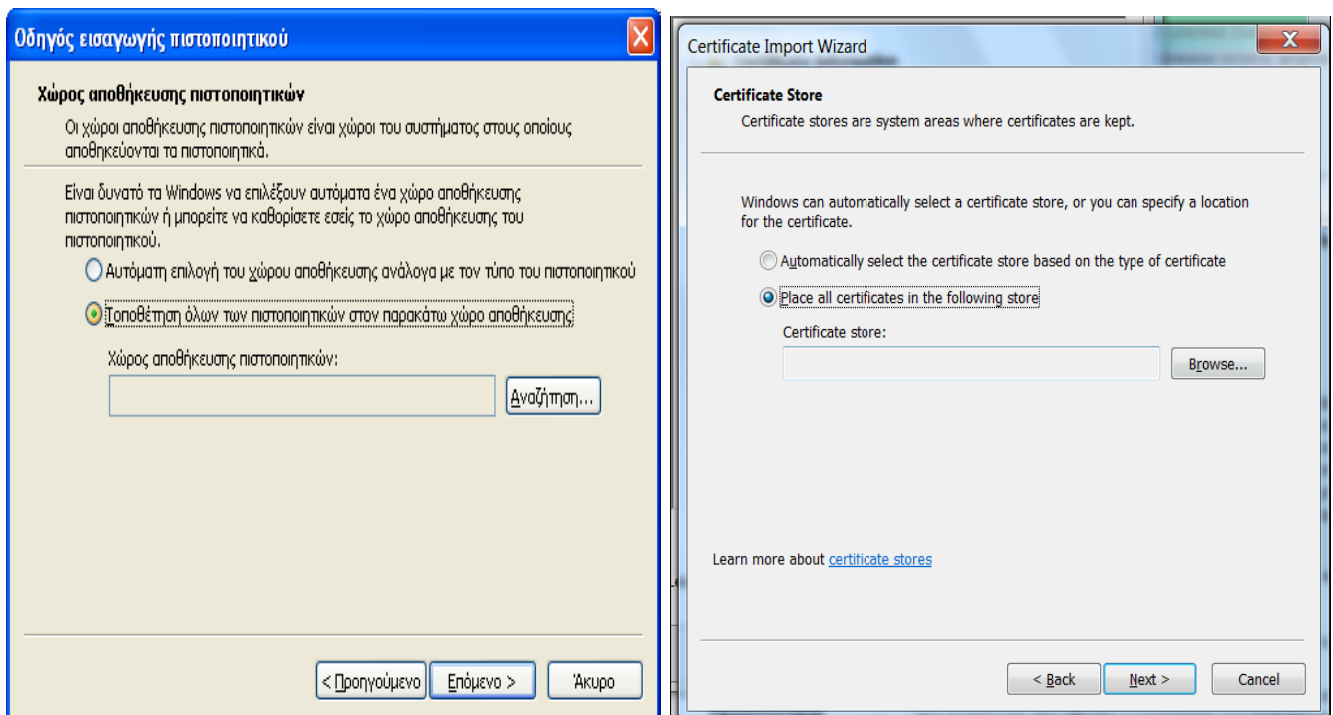 Οδηγός εισαγωγής πιστοποιητικού
Χώρος αποθήκευσης πιστοποιητικών
Οι χώροι αποθήκευσης πιστοποιητικών είναι χώροι του συστήματος στους οποίους
αποθηκεύονται τα πιστοποιητικά.
Είναι δυνατό τα Windows να επιλέξουν αυτόματα ένα χώρο αποθήκευσης
πιστοποιητικών ή μπορείτε να καθορίσετε εσείς το χώρο αποθήκευσης του
πιστοποιητικού.
Αυτόματη επιλογή του χώρου αποθήκευσης ανάλογα με τον τύπο του πιστοποιητικού
Τοποθέτηση όλων των πιστοποιητικών στον παρακάτω χώρο αποθήκευσης
Χώρος αποθήκευσης πιστοποιητικών:
Αναζήτηση...
< Προηγούμενο
Επόμενο >
Άκυρο
Certificate Import Wizard
Certificate Store
Certificate stores are system areas where certificates are kept.
Windows can automatically select a certificate store, or you can specify a location
for the certificate.
Automatically select the certificate store based on the type of certificate
Place all certificates in the following store
Certificate store:
Browse...
Learn more about certificate stores
< Back
Next >
Cancel